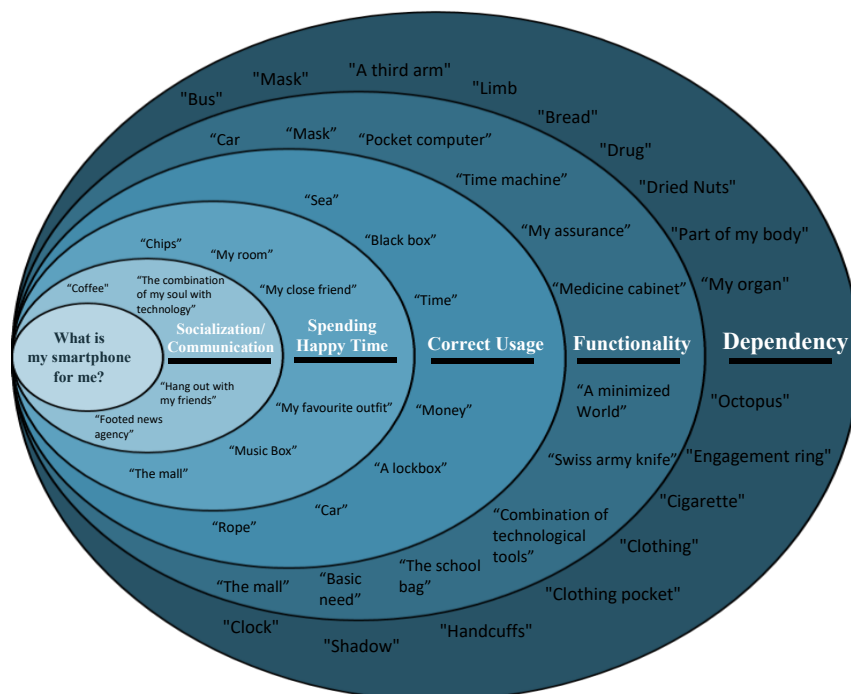 "A third arm"
"Mask"
"Limb
"Bus"
"Bread"
"Drug"
"Dried Nuts"
"Part of my body"
"My organ"
Dependency
"Octopus"
"Engagement ring"
"Cigarette"
"Clothing"
"Clothing pocket"
"Handcuffs"
"Shadow"
"Clock"
“Car
“Mask”
“Pocket computer”
“Time machine”
“My assurance”
“Medicine cabinet”
Functionality
“A minimized
World”
“Swiss army knife”
“Combination of
technological
tools”
“The school
bag”
“Basic
need”
“The mall”
“Sea”
“Black box”
“Time”
Correct Usage
“Money”
“A lockbox”
“Car”
“Rope”
“Chips”
“My room”
“My close friend”
Spending
Happy Time
“My favourite outfit”
“Music Box”
“The mall”
“Coffee"
“The combination
of my soul with
technology”
Socialization/
Communication
“Hang out with
my friends”
“Footed news
agency”
What is
my smartphone
for me?